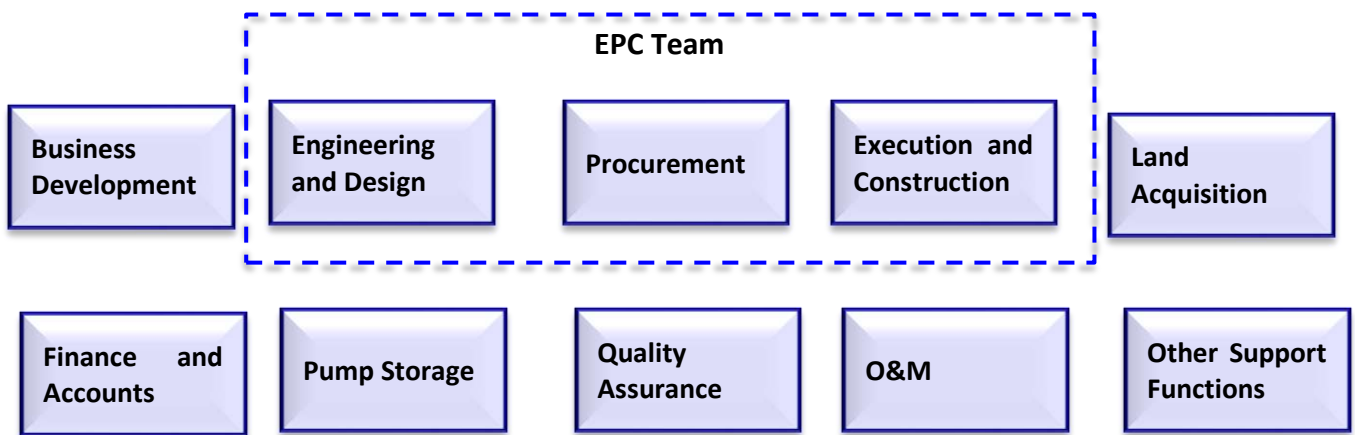 EPC Team
Business
Development
Engineering
and Design
Procurement
Execution and
Construction
Land
Acquisition
Finance and
Accounts
Pump Storage
Quality
Assurance
O&M
Other Support
Functions